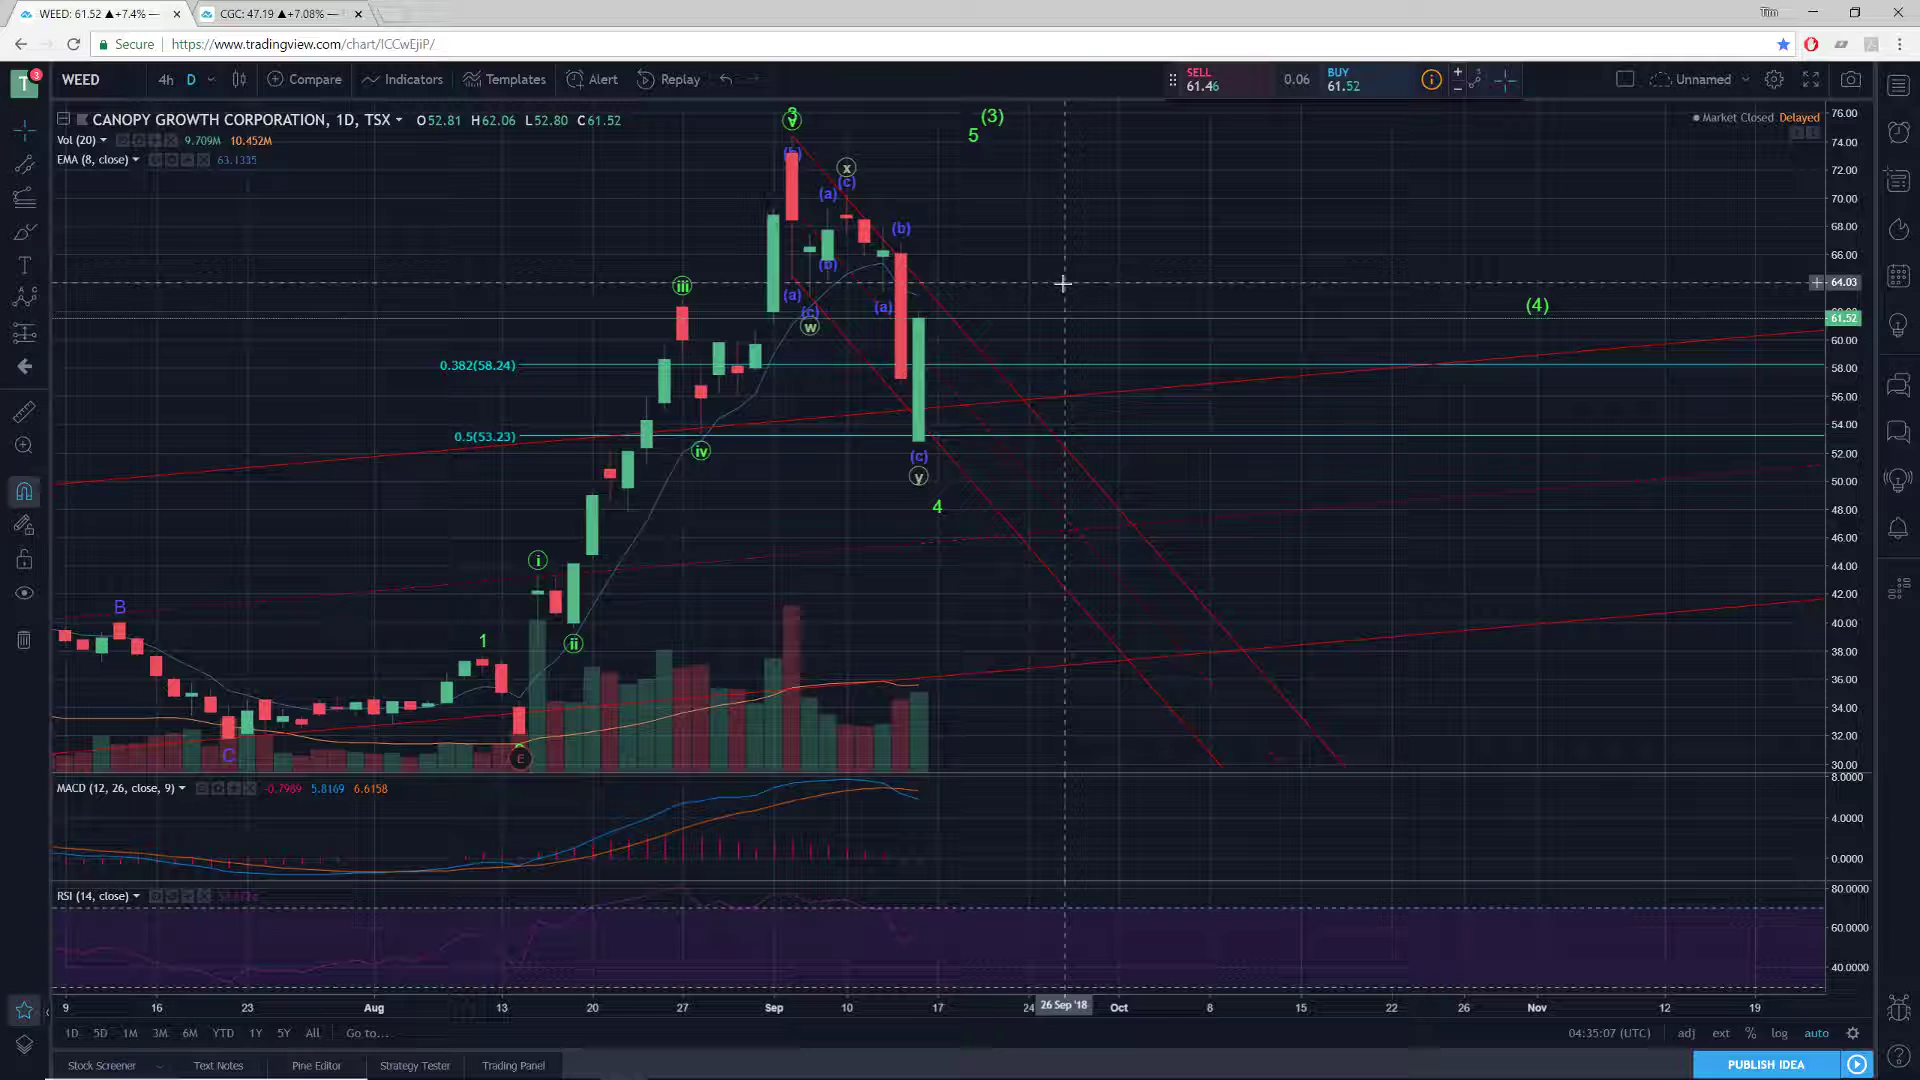 WEED: 61.52 ▲+7.4% —
CGC: 47.19 ▲+7.08% —
Tim
Secure
https://www.tradingview.com/chart/ICCwEjiP/
T
3
WEED
4h
D
Compare
Indicators
Templates
Alert
Replay
SELL
61.46
0.06
BUY
61.52
3
Unnamed
CANOPY GROWTH CORPORATION, 1D, TSX
O52.81 H62.06 L52.80 C61.52
Market Closed Delayed
Vol (20)
9.709M 10.452M
EMA (8, close)
63.1335
3
v
(b)
x
(c)
(a)
(b)
(b)
(a)
(c)
w
(a)
(3)
5
(4)
iii
iv
0.382(58.24)
0.5(53.23)
(c)
y
4
i
ii
1
B
C
E
76.00
74.00
72.00
70.00
68.00
66.00
64.03
61.52
60.00
58.00
56.00
54.00
52.00
50.00
48.00
46.00
44.00
42.00
40.00
38.00
36.00
34.00
32.00
30.00
MACD (12, 26, close, 9)
-0.7989 5.8169 6.6158
8.0000
4.0000
0.0000
RSI (14, close)
80.0000
60.0000
40.0000
9
16
23
Aug
13
20
27
Sep
10
17
24
26 Sep '18
Oct
8
15
22
26
Nov
12
19
1D 5D 1M 3M 6M YTD 1Y 5Y All Go to...
04:35:07 (UTC)
adj ext % log auto
Stock Screener
Text Notes
Pine Editor
Strategy Tester
Trading Panel
PUBLISH IDEA